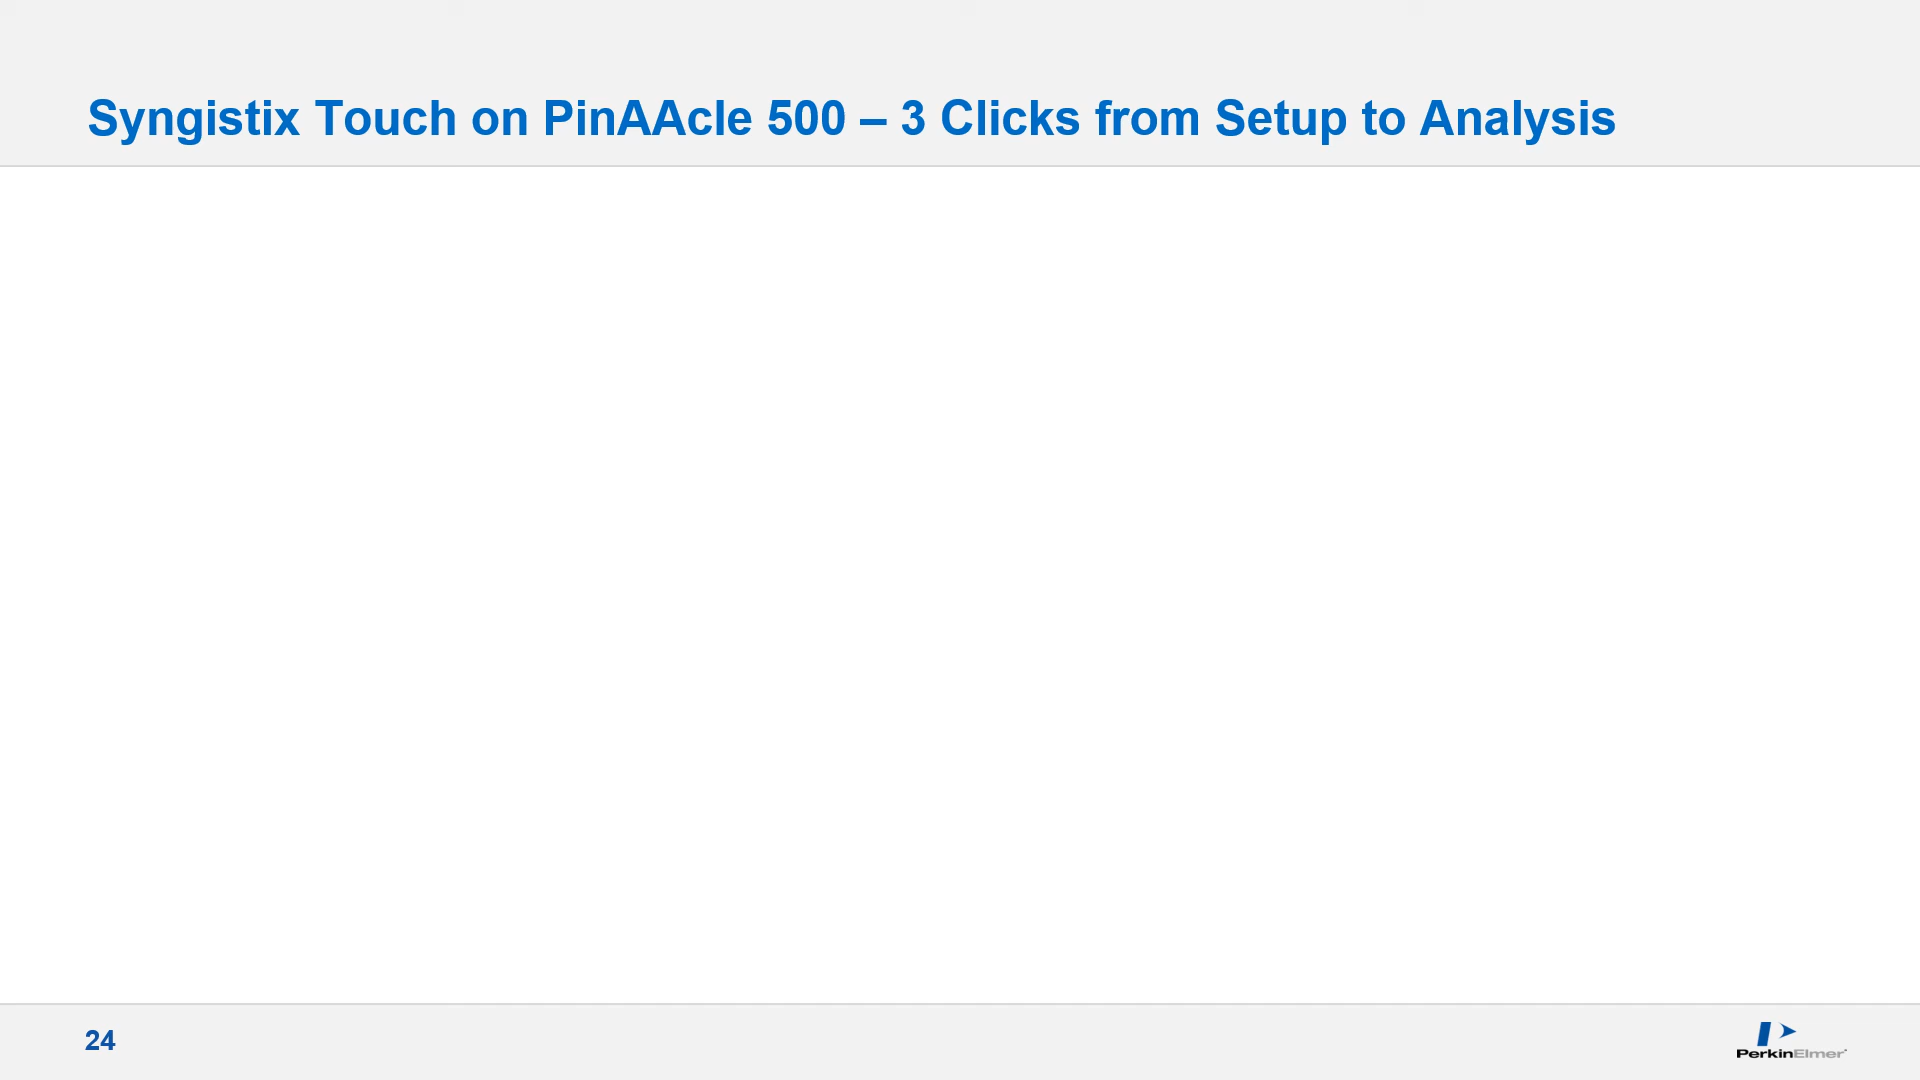 Syngistix Touch on PinAAcle 500 – 3 Clicks from Setup to Analysis
24
PerkinElmer